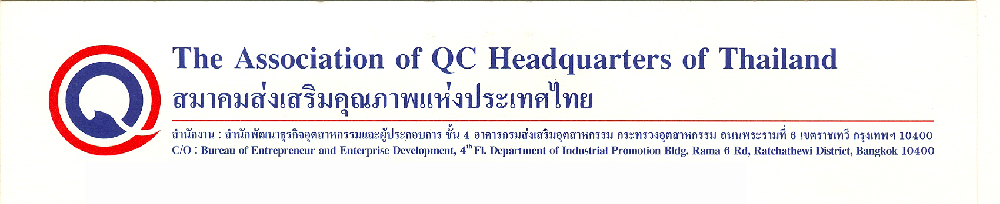 The Association of QC Headquarters of Thailand
สมาคมส่งเสริมคุณภาพแห่งประเทศไทย
สำนักงาน : สำนักพัฒนาธุรกิจอุตสาหกรรมและผู้ประกอบการ ชั้น 4 อาคารกรมส่งเสริมอุตสาหกรรม กระทรวงอุตสาหกรรม ถนนพระรามที่ 6 เขตราชเทวี กรุงเทพฯ 10400
C/O : Bureau of Entrepreneur and Enterprise Development, 4th Fl. Department of Industrial Promotion Bldg. Rama 6 Rd, Ratchathewi District, Bangkok 10400